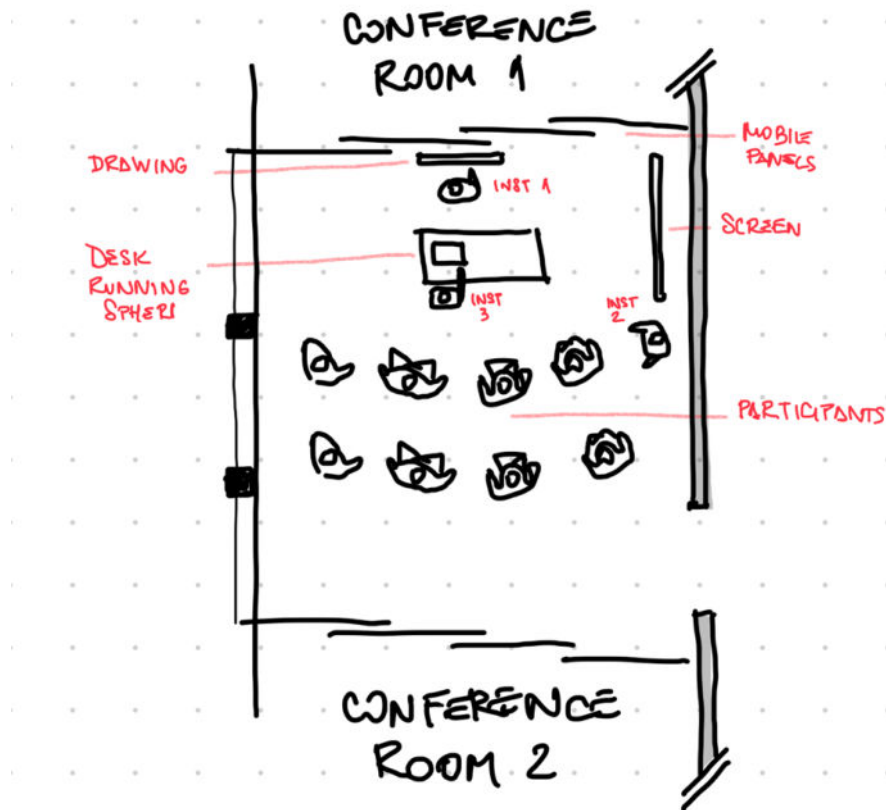 CONFERENCE
ROOM 1
DRAWING
MOBILE
PANELS
INST 1
SCREEN
DESK
RUNNING
SPHERI
INST
3
INST
2
PARTICIPANTS
CONFERENCE
ROOM 2